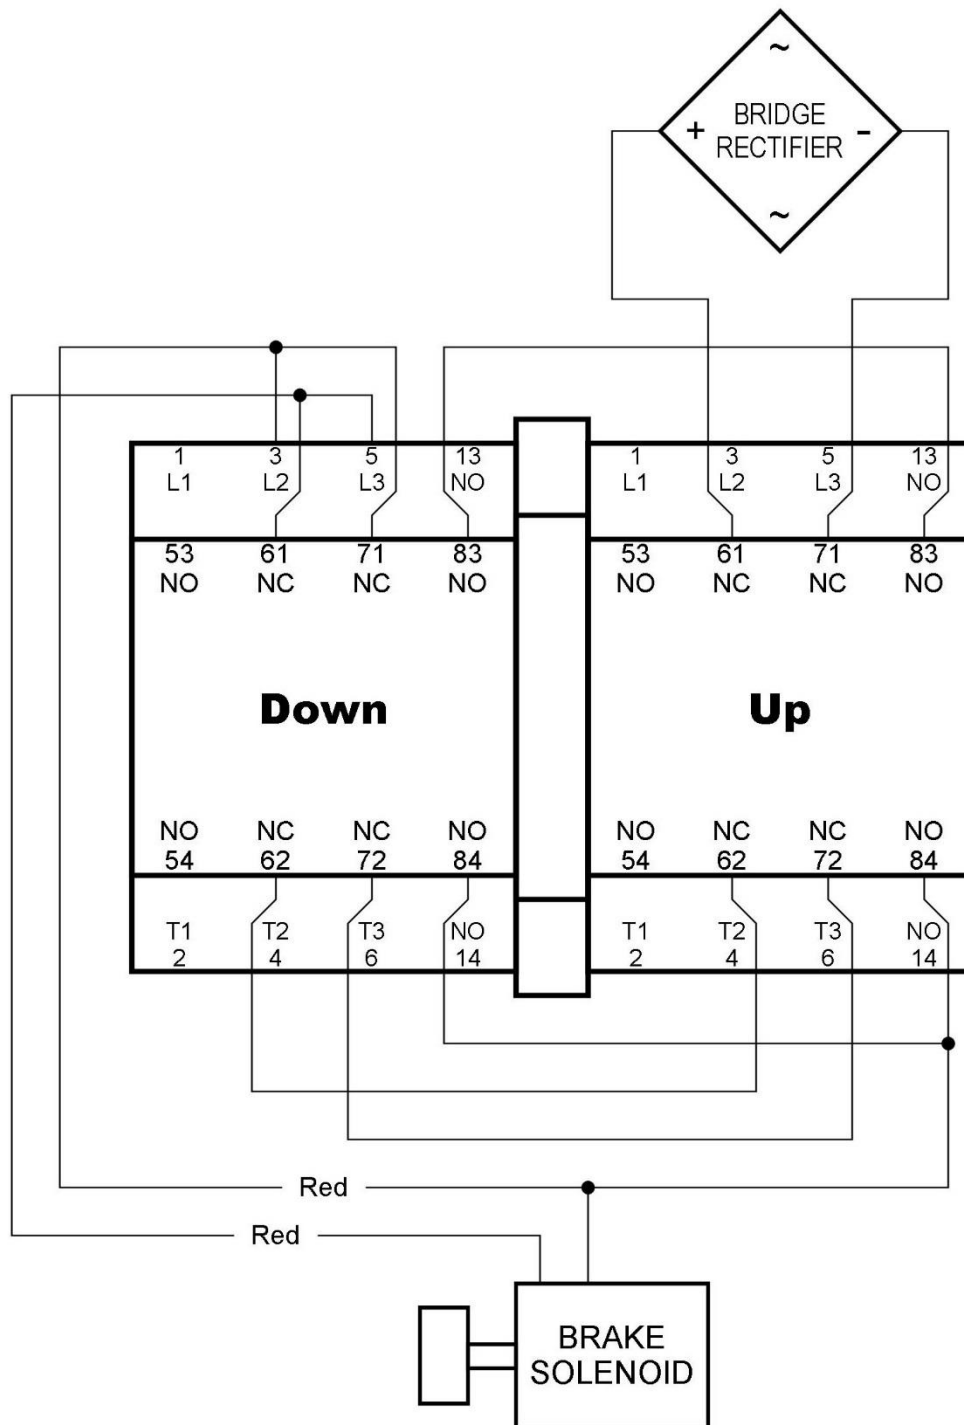 ~
BRIDGE
+ RECTIFIER -
~
1 3 5 13 1 3 5 13
L1 L2 L3 NO L1 L2 L3 NO
53 61 71 83 53 61 71 83
NO NC NC NO NO NC NC NO
Down Up
NO NC NC NO NO NC NC NO
54 62 72 84 54 62 72 84
T1 T2 T3 NO T1 T2 T3 NO
2 4 6 14 2 4 6 14
Red
Red
BRAKE
SOLENOID